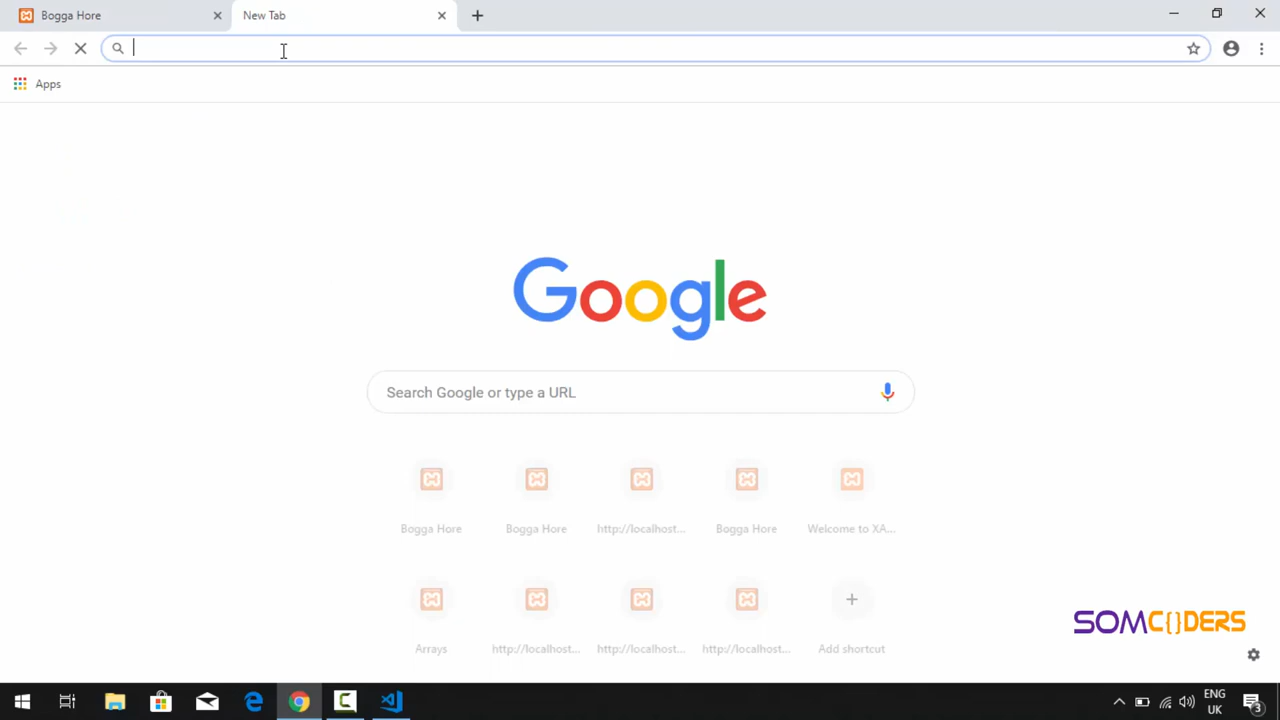 Bogga Hore
New Tab
Apps
Google
Search Google or type a URL
Bogga Hore
Bogga Hore
http://localhost...
Bogga Hore
Welcome to XA...
Arrays
http://localhost...
http://localhost...
http://localhost...
Add shortcut
SOMC{}DERS
ENG
UK
3